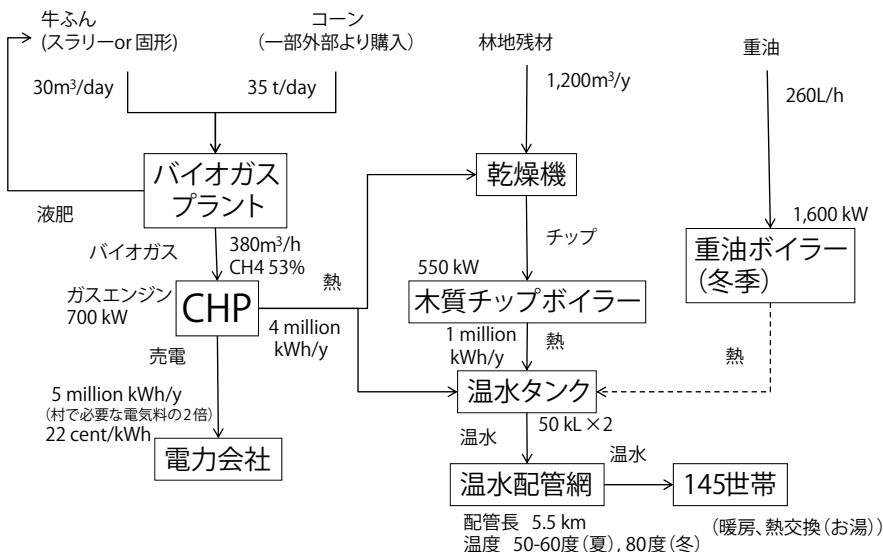 牛ふん
(スラリーor 固形)
コーン
(一部外部より購入)
林地残材
重油
30m³/day
35 t/day
1,200m³/y
260L/h
バイオガス
プラント
乾燥機
液肥
1,600 kW
バイオガス
380m³/h
CH4 53%
チップ
重油ボイラー
(冬季)
熱
550 kW
ガスエンジン
700 kW
CHP
木質チップボイラー
4 million
kWh/y
1 million
kWh/y
熱
熱
売電
5 million kWh/y
(村で必要な電気料の2倍)
22 cent/kWh
温水タンク
50 kL ×2
温水
電力会社
温水配管網
温水
145世帯
配管長 5.5 km
温度 50-60度(夏), 80度(冬)
(暖房、熱交換(お湯))